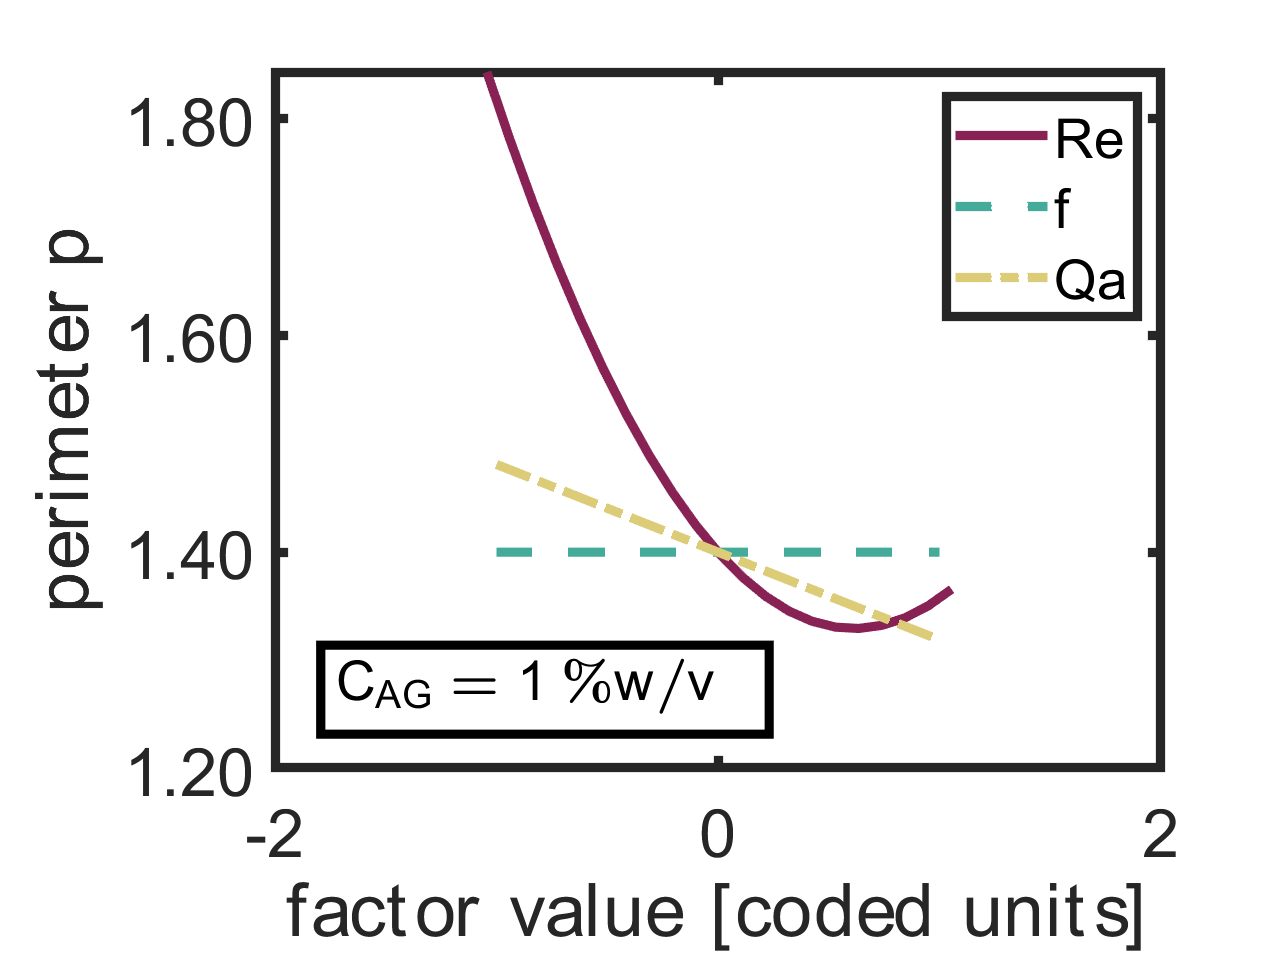 1.80
1.60
1.40
1.20
perimeter p
Re
f
Qa
C_AG = 1 %w/v
-2 0 2
factor value [coded units]